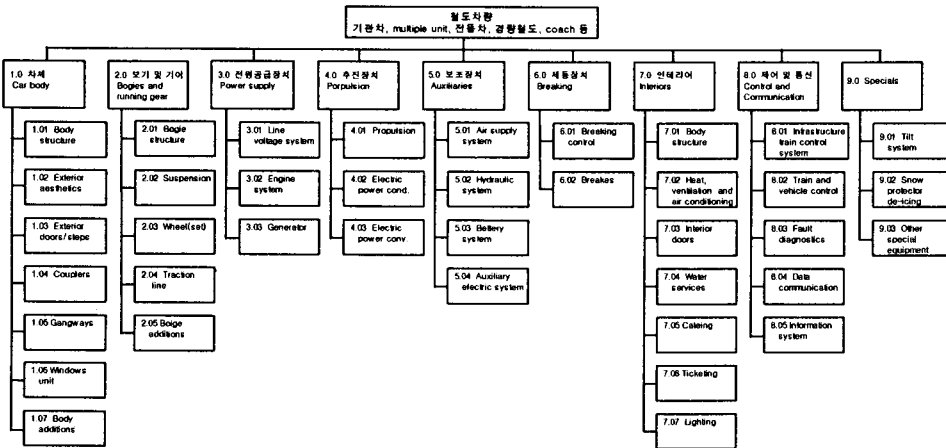 철도차량
기관차, multiple unit, 전동차, 경량철도, coach 등
1.0 차체
Car body
2.0 보기 및 기어
Bogies and
running gear
3.0 전원공급장치
Power supply
4.0 추진장치
Porpulsion
5.0 보조장치
Auxiliaries
6.0 제동장치
Breaking
7.0 인테리어
Interiors
8.0 제어 및 통신
Control and
Communication
9.0 Specials
1.01 Body
structure
1.02 Exterior
aesthetics
1.03 Exterior
doors/steps
1.04 Couplers
1.05 Gangways
1.06 Windows
unit
1.07 Body
additions
2.01 Bogie
structure
2.02 Suspension
2.03 Wheel(set)
2.04 Traction
line
2.05 Boige
additions
3.01 Line
voltage system
3.02 Engine
system
3.03 Generator
4.01 Propulsion
4.02 Electric
power cond.
4.03 Electric
power conv.
5.01 Air supply
system
5.02 Hydraulic
system
5.03 Bettery
system
5.04 Auxiliary
electric system
6.01 Breaking
control
6.02 Breakes
7.01 Body
structure
7.02 Heat,
ventilation and
air conditioning
7.03 Interior
doors
7.04 Water
services
7.05 Catering
7.06 Ticketing
7.07 Lighting
8.01 Infrastructure
train control
system
8.02 Train and
vehicle control
8.03 Fault
diagnostics
8.04 Data
communication
8.05 Information
system
9.01 Tilt
system
9.02 Snow
protector
de-icing
9.03 Other
special
equipment